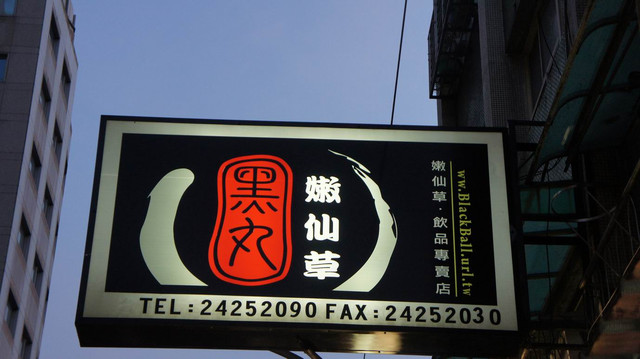 黑丸
嫩仙草
嫩仙草·飲品專賣店
www.BlackBall.url.tw
TEL:24252090 FAX:24252030